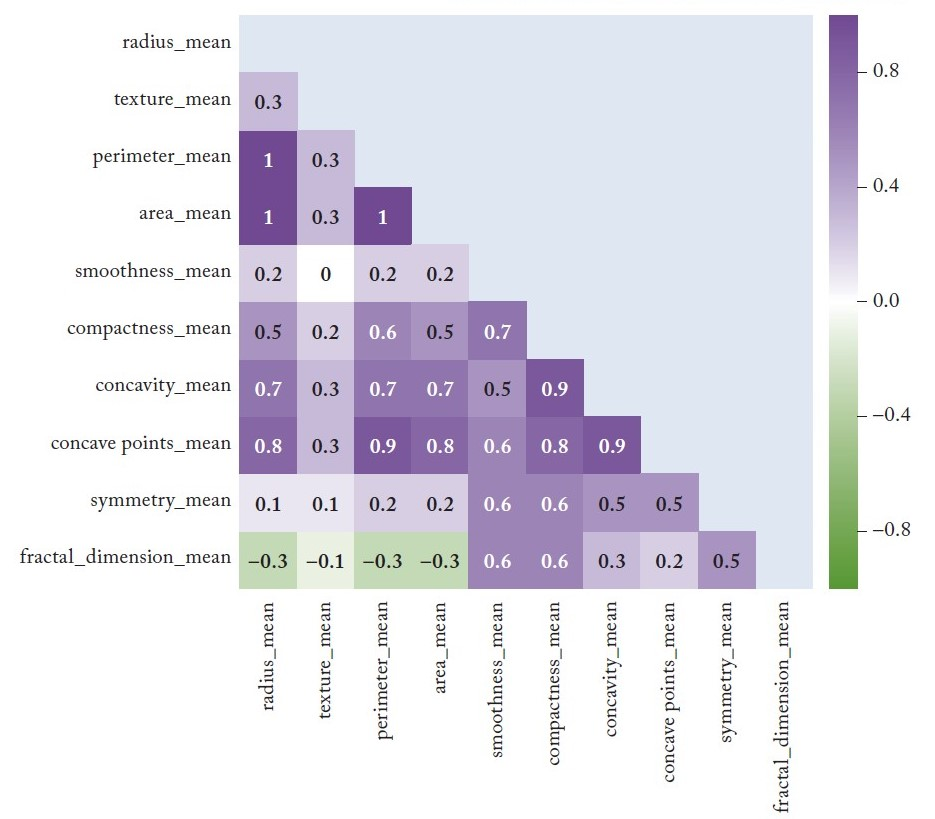 radius_mean
0.8
texture_mean 0.3
perimeter_mean 1 0.3
0.4
area_mean 1 0.3 1
smoothness_mean 0.2 0 0.2 0.2
0.0
compactness_mean 0.5 0.2 0.6 0.5 0.7
concavity_mean 0.7 0.3 0.7 0.7 0.5 0.9
−0.4
concave points_mean 0.8 0.3 0.9 0.8 0.6 0.8 0.9
symmetry_mean 0.1 0.1 0.2 0.2 0.6 0.6 0.5 0.5
−0.8
fractal_dimension_mean −0.3 −0.1 −0.3 −0.3 0.6 0.6 0.3 0.2 0.5
radius_mean
texture_mean
perimeter_mean
area_mean
smoothness_mean
compactness_mean
concavity_mean
concave points_mean
symmetry_mean
fractal_dimension_mean